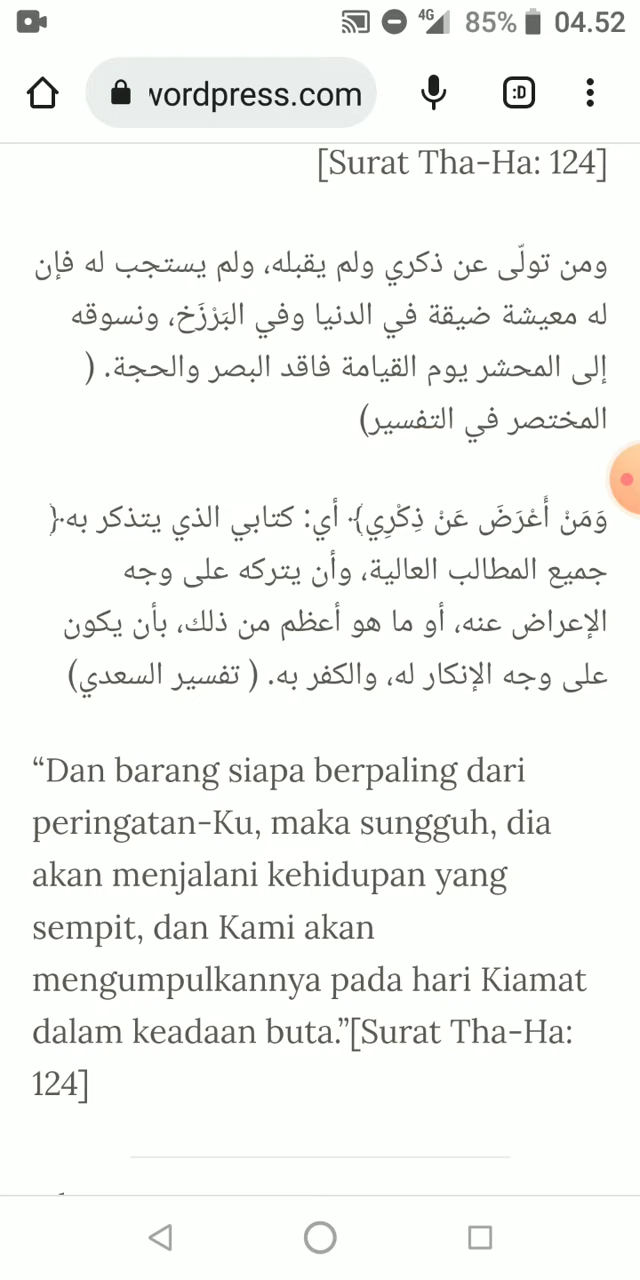 4G 85% 04.52
wordpress.com :D
[Surat Tha-Ha: 124]
ومن تولّى عن ذكري ولم يقبله، ولم يستجب له فإن
له معيشة ضيقة في الدنيا وفي البَرْزَخ، ونسوقه
إلى المحشر يوم القيامة فاقد البصر والحجة. (
المختصر في التفسير)
وَمَنْ أَعْرَضَ عَنْ ذِكْرِي}· أي: كتابي الذي يتذكر به·{
جميع المطالب العالية، وأن يتركه على وجه
الإعراض عنه، أو ما هو أعظم من ذلك، بأن يكون
على وجه الإنكار له، والكفر به. ( تفسير السعدي)
“Dan barang siapa berpaling dari
peringatan-Ku, maka sungguh, dia
akan menjalani kehidupan yang
sempit, dan Kami akan
mengumpulkannya pada hari Kiamat
dalam keadaan buta.”[Surat Tha-Ha:
124]